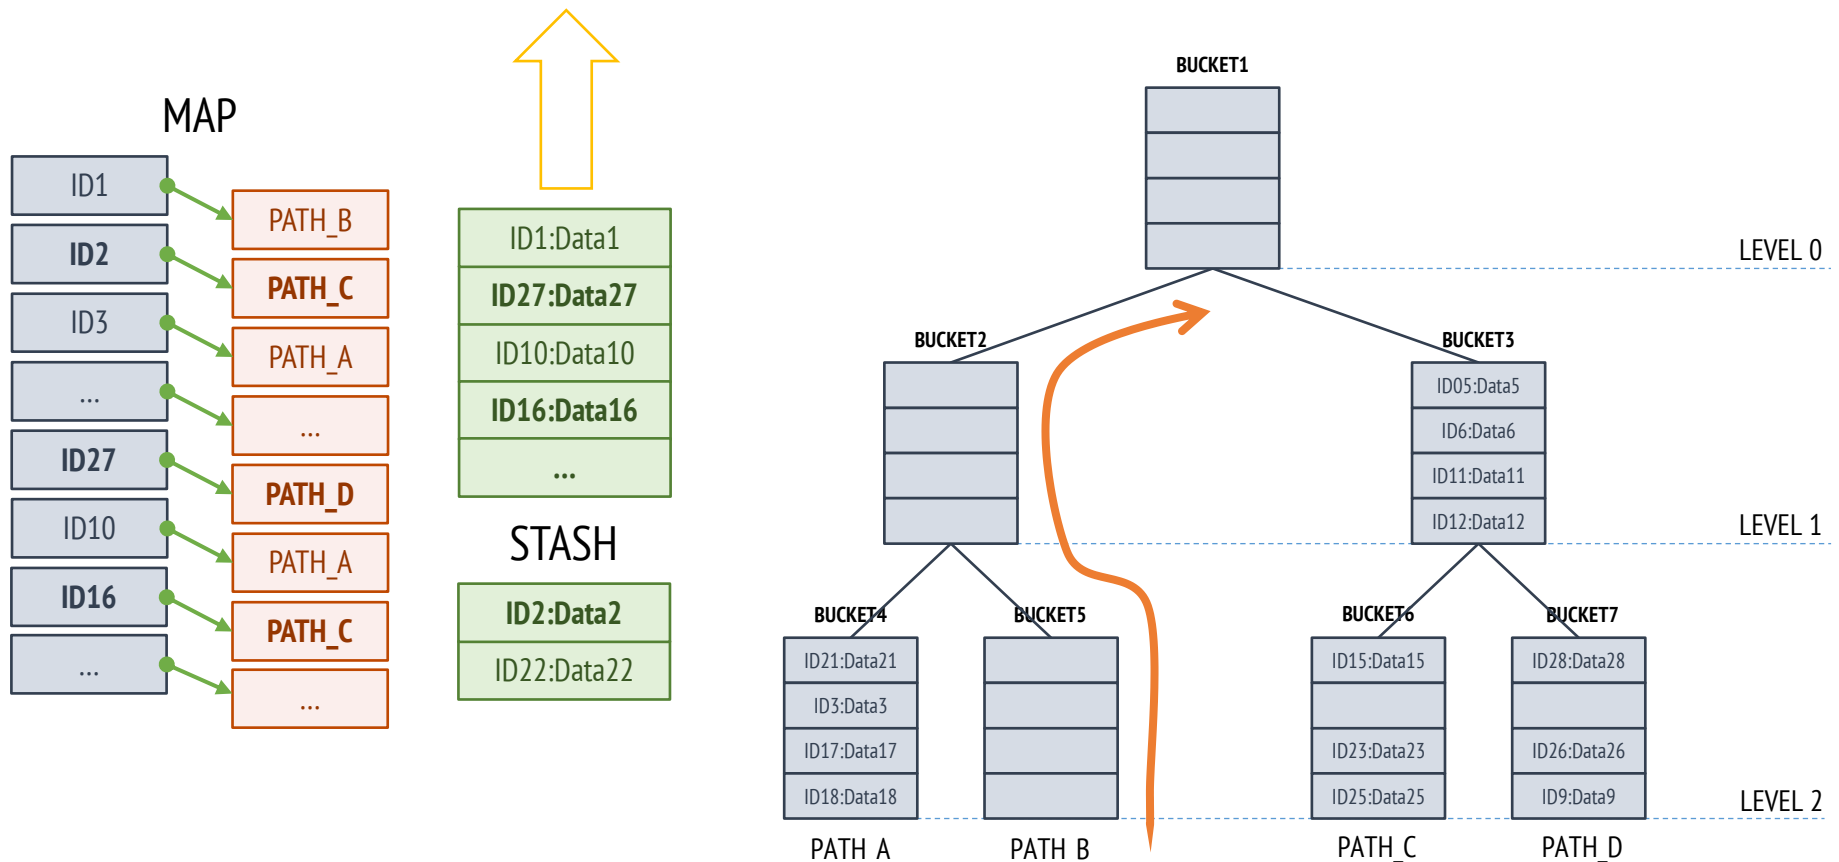 MAP
ID1
PATH_B
ID2
PATH_C
ID3
PATH_A
...
...
ID27
PATH_D
ID10
PATH_A
ID16
PATH_C
...
...
ID1:Data1
ID27:Data27
ID10:Data10
ID16:Data16
...
STASH
ID2:Data2
ID22:Data22
BUCKET1
LEVEL 0
BUCKET2
BUCKET3
ID05:Data5
ID6:Data6
ID11:Data11
ID12:Data12
LEVEL 1
BUCKET4
ID21:Data21
ID3:Data3
ID17:Data17
ID18:Data18
BUCKET5
BUCKET6
ID15:Data15
ID23:Data23
ID25:Data25
BUCKET7
ID28:Data28
ID26:Data26
ID9:Data9
LEVEL 2
PATH A
PATH B
PATH_C
PATH_D